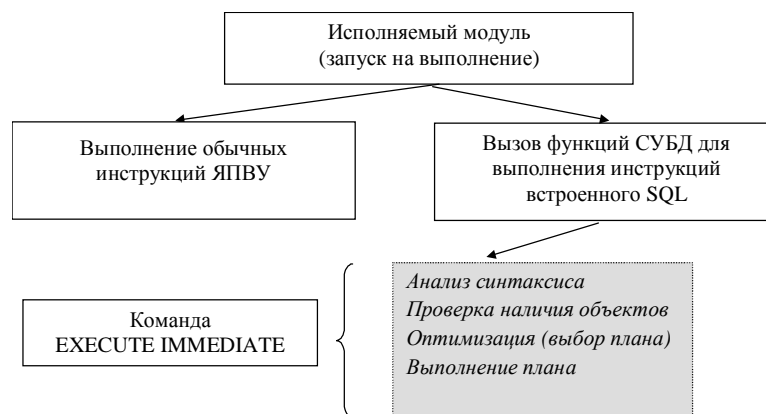 Исполняемый модуль
(запуск на выполнение)
Выполнение обычных
инструкций ЯПВУ
Вызов функций СУБД для
выполнения инструкций
встроенного SQL
Команда
EXECUTE IMMEDIATE
Анализ синтаксиса
Проверка наличия объектов
Оптимизация (выбор плана)
Выполнение плана